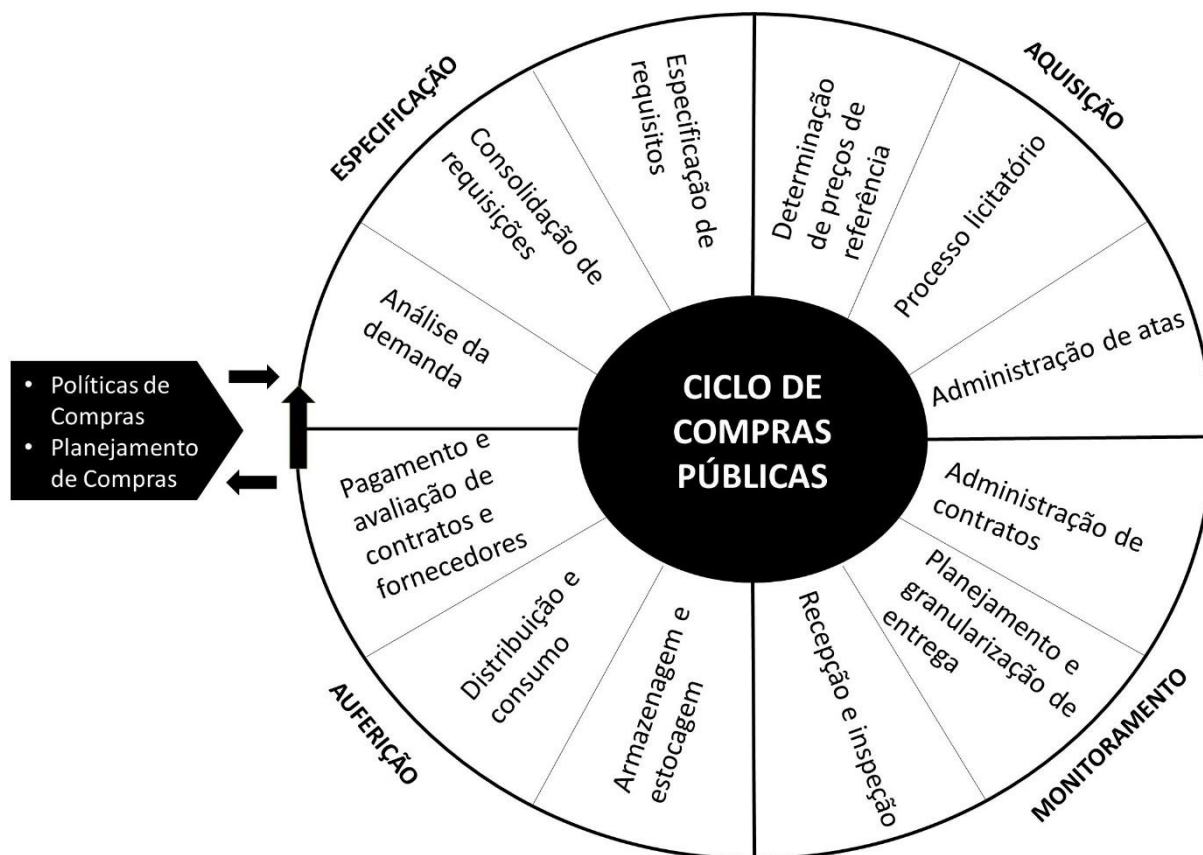 ESPECIFICAÇÃO
Análise da
demanda
Consolidação de
requisições
Especificação de
requisitos
AQUISIÇÃO
Determinação
de preços de
referência
Processo licitatório
Administração de atas
MONITORAMENTO
Administração de
contratos
Planejamento e
granularização de
entrega
Recepção e inspeção
AUFERIÇÃO
Armazenagem e
estocagem
Distribuição e
consumo
Pagamento e
avaliação de
contratos e
fornecedores
• Políticas de
Compras
• Planejamento
de Compras
CICLO DE
COMPRAS
PÚBLICAS